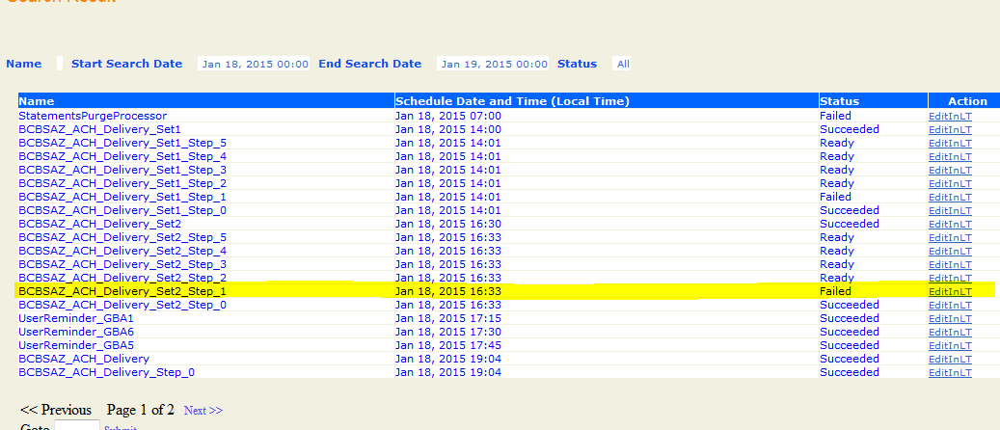 Search Result
Name Start Search Date Jan 18, 2015 00:00 End Search Date Jan 19, 2015 00:00 Status All
Name Schedule Date and Time (Local Time) Status Action
StatementsPurgeProcessor Jan 18, 2015 07:00 Failed EditInLT
BCBSAZ_ACH_Delivery_Set1 Jan 18, 2015 14:00 Succeeded EditInLT
BCBSAZ_ACH_Delivery_Set1_Step_5 Jan 18, 2015 14:01 Ready EditInLT
BCBSAZ_ACH_Delivery_Set1_Step_4 Jan 18, 2015 14:01 Ready EditInLT
BCBSAZ_ACH_Delivery_Set1_Step_3 Jan 18, 2015 14:01 Ready EditInLT
BCBSAZ_ACH_Delivery_Set1_Step_2 Jan 18, 2015 14:01 Ready EditInLT
BCBSAZ_ACH_Delivery_Set1_Step_1 Jan 18, 2015 14:01 Failed EditInLT
BCBSAZ_ACH_Delivery_Set1_Step_0 Jan 18, 2015 14:01 Succeeded EditInLT
BCBSAZ_ACH_Delivery_Set2 Jan 18, 2015 16:30 Succeeded EditInLT
BCBSAZ_ACH_Delivery_Set2_Step_5 Jan 18, 2015 16:33 Ready EditInLT
BCBSAZ_ACH_Delivery_Set2_Step_4 Jan 18, 2015 16:33 Ready EditInLT
BCBSAZ_ACH_Delivery_Set2_Step_3 Jan 18, 2015 16:33 Ready EditInLT
BCBSAZ_ACH_Delivery_Set2_Step_2 Jan 18, 2015 16:33 Ready EditInLT
BCBSAZ_ACH_Delivery_Set2_Step_1 Jan 18, 2015 16:33 Failed EditInLT
BCBSAZ_ACH_Delivery_Set2_Step_0 Jan 18, 2015 16:33 Succeeded EditInLT
UserReminder_GBA1 Jan 18, 2015 17:15 Succeeded EditInLT
UserReminder_GBA6 Jan 18, 2015 17:30 Succeeded EditInLT
UserReminder_GBA5 Jan 18, 2015 17:45 Succeeded EditInLT
BCBSAZ_ACH_Delivery Jan 18, 2015 19:04 Succeeded EditInLT
BCBSAZ_ACH_Delivery_Step_0 Jan 18, 2015 19:04 Succeeded EditInLT
<< Previous Page 1 of 2 Next >>
Goto Submit